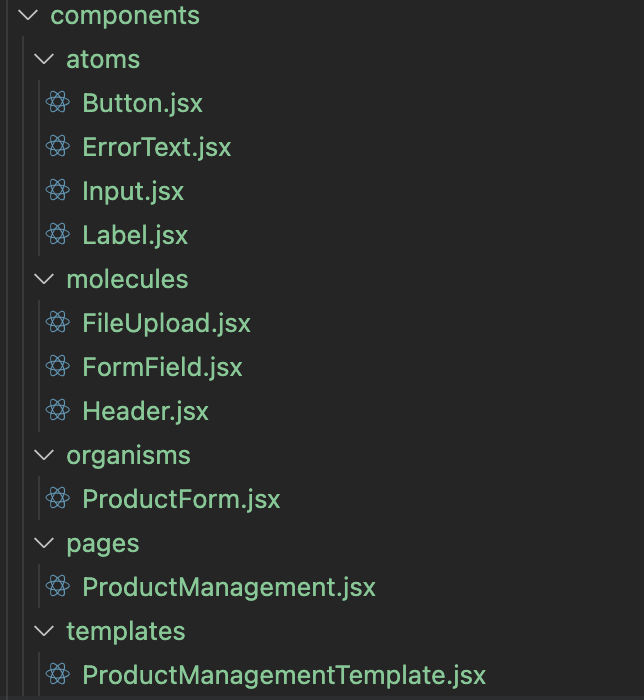 components
atoms
Button.jsx
ErrorText.jsx
Input.jsx
Label.jsx
molecules
FileUpload.jsx
FormField.jsx
Header.jsx
organisms
ProductForm.jsx
pages
ProductManagement.jsx
templates
ProductManagementTemplate.jsx